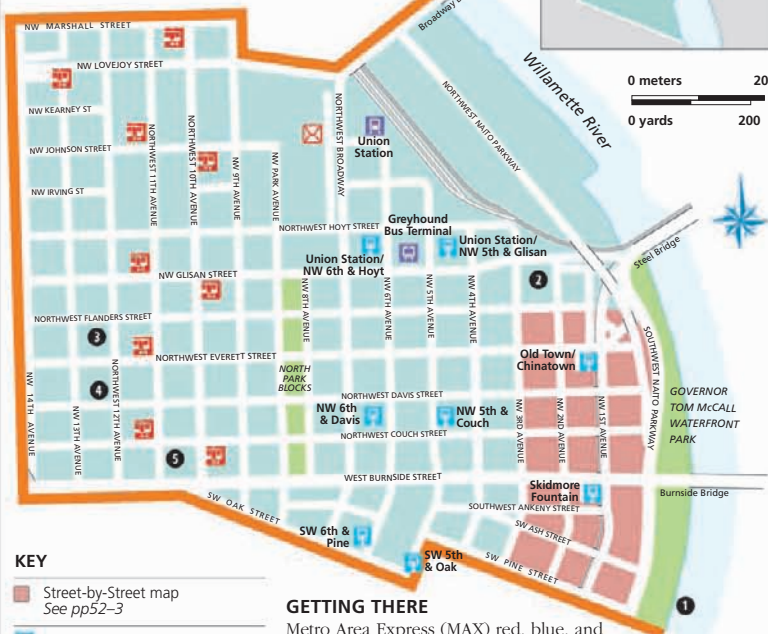 NW MARSHALL STREET
Broadway
NW LOVEJOY STREET
Willamette River
0 meters 20
0 yards 200
NW KEARNEY ST
NORTHWEST NAITO PARKWAY
NW JOHNSON STREET
NORTHWEST 11TH AVENUE
NORTHWEST 10TH AVENUE
NW 9TH AVENUE
NW PARK AVENUE
NORTHWEST BROADWAY
Union
Station
NW IRVING ST
NORTHWEST HOYT STREET
Greyhound
Bus Terminal
Union Station/
NW 5th & Glisan
Union Station/
NW 6th & Hoyt
Steel Bridge
NW GLISAN STREET
2
NW 8TH AVENUE
NW 6TH AVENUE
NW 5TH AVENUE
NW 4TH AVENUE
NORTHWEST FLANDERS STREET
3
NORTHWEST EVERETT STREET
Old Town/
Chinatown
SOUTHWEST NAITO PARKWAY
NORTH
PARK
BLOCKS
NW 14TH AVENUE
NW 13TH AVENUE
NORTHWEST 12TH AVENUE
4
NORTHWEST DAVIS STREET
GOVERNOR
TOM McCALL
WATERFRONT
PARK
NW 6th
& Davis
NW 5th &
Couch
NORTHWEST COUCH STREET
NW 3RD AVENUE
NW 2ND AVENUE
NW 1ST AVENUE
5
WEST BURNSIDE STREET
Skidmore
Fountain
Burnside Bridge
SW OAK STREET
SOUTHWEST ANKENY STREET
SW ASH STREET
SW 6th &
Pine
SW 5th
& Oak
SW PINE STREET
1
KEY
Street-by-Street map
See pp52–3
GETTING THERE
Metro Area Express (MAX) red, blue, and